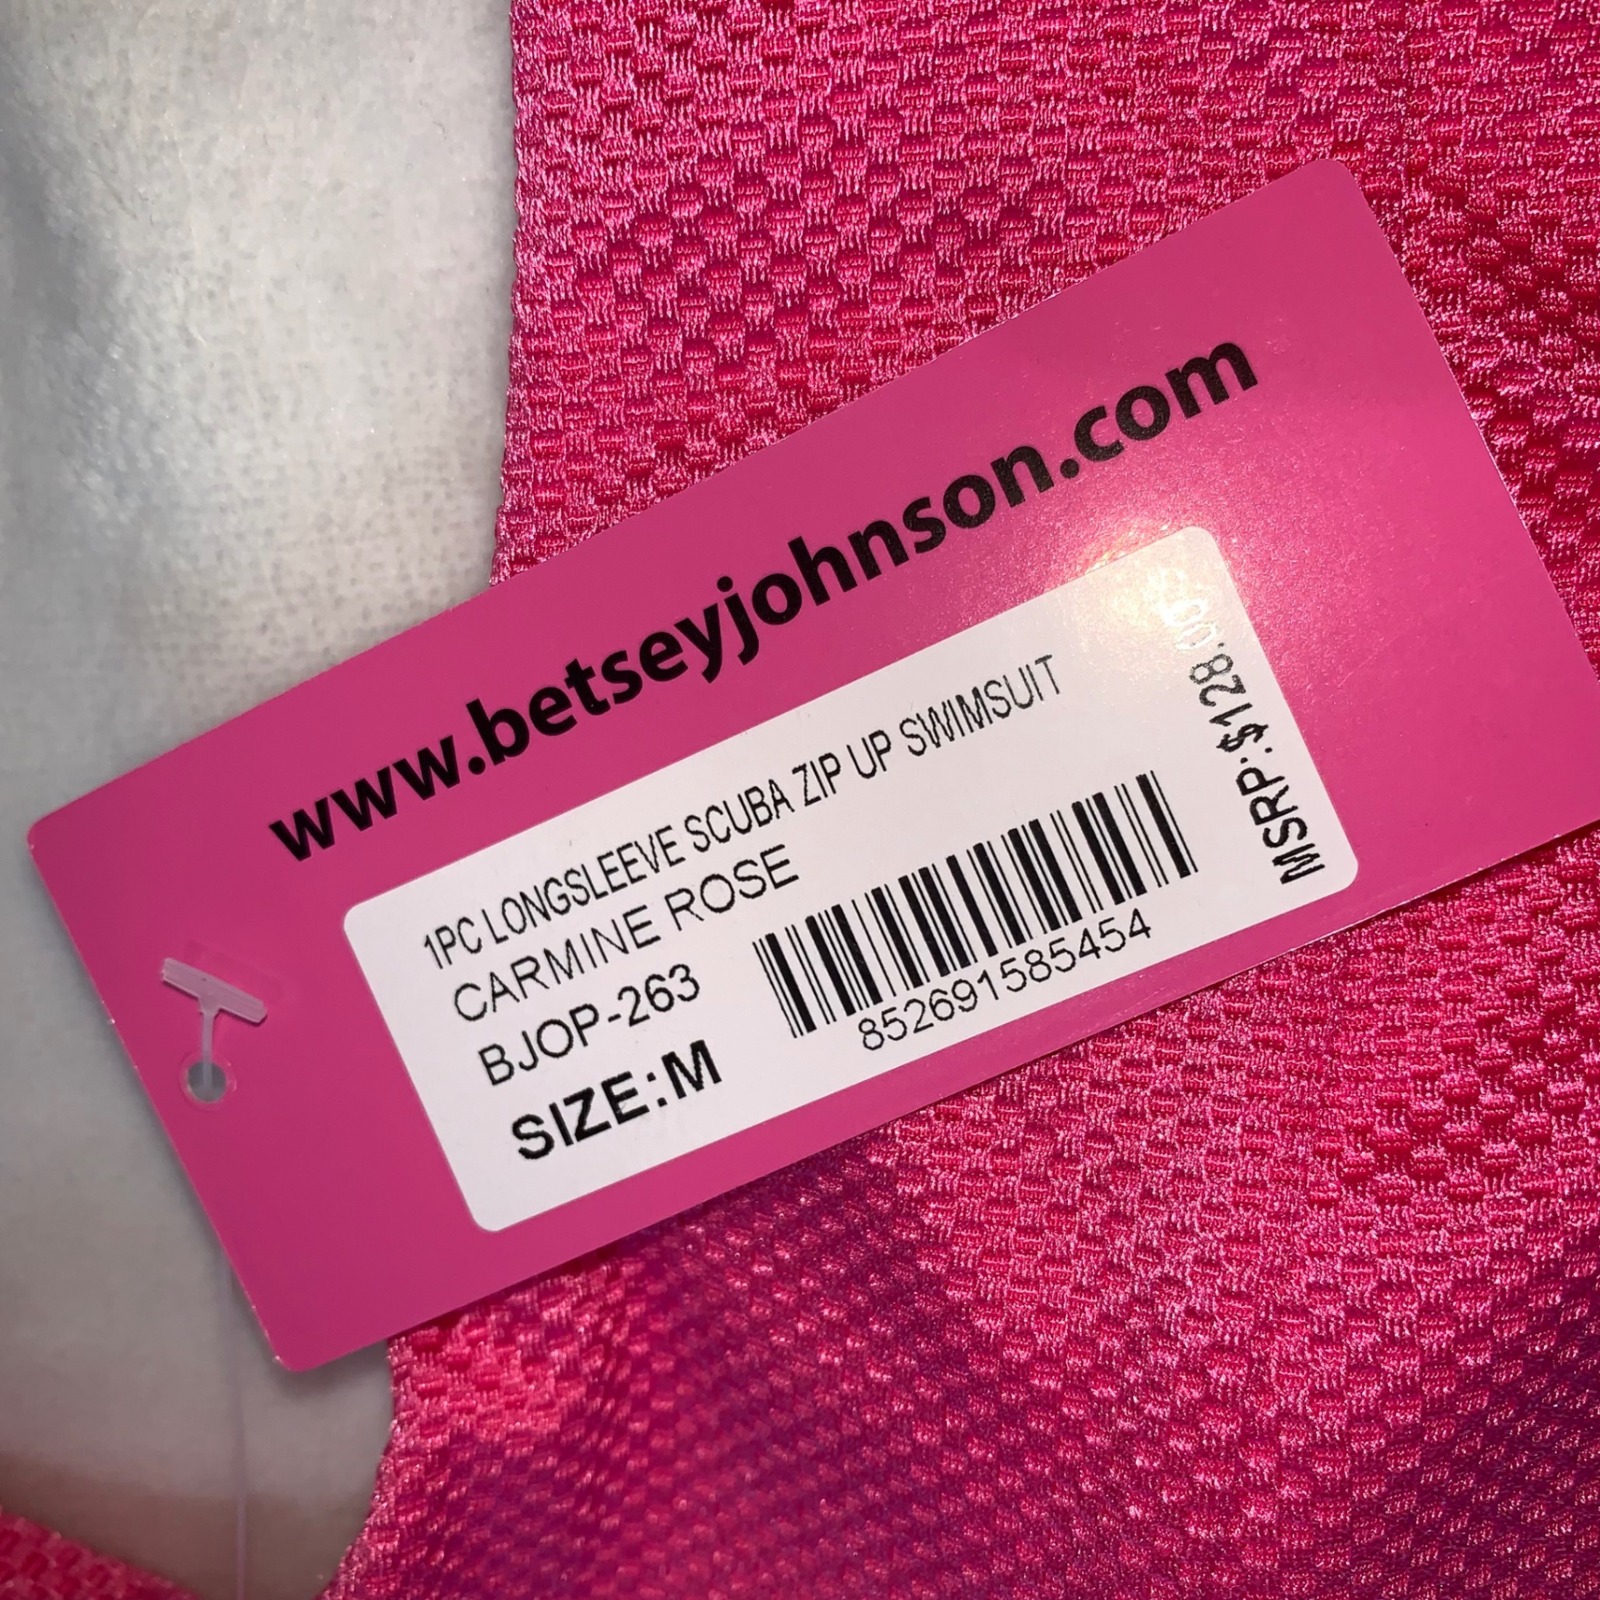 www.betseyjohnson.com
1PC LONGSLEEVE SCUBA ZIP UP SWIMSUIT
CARMINE ROSE
BJOP-263
SIZE:M
852691585454
MSRP:$128.00